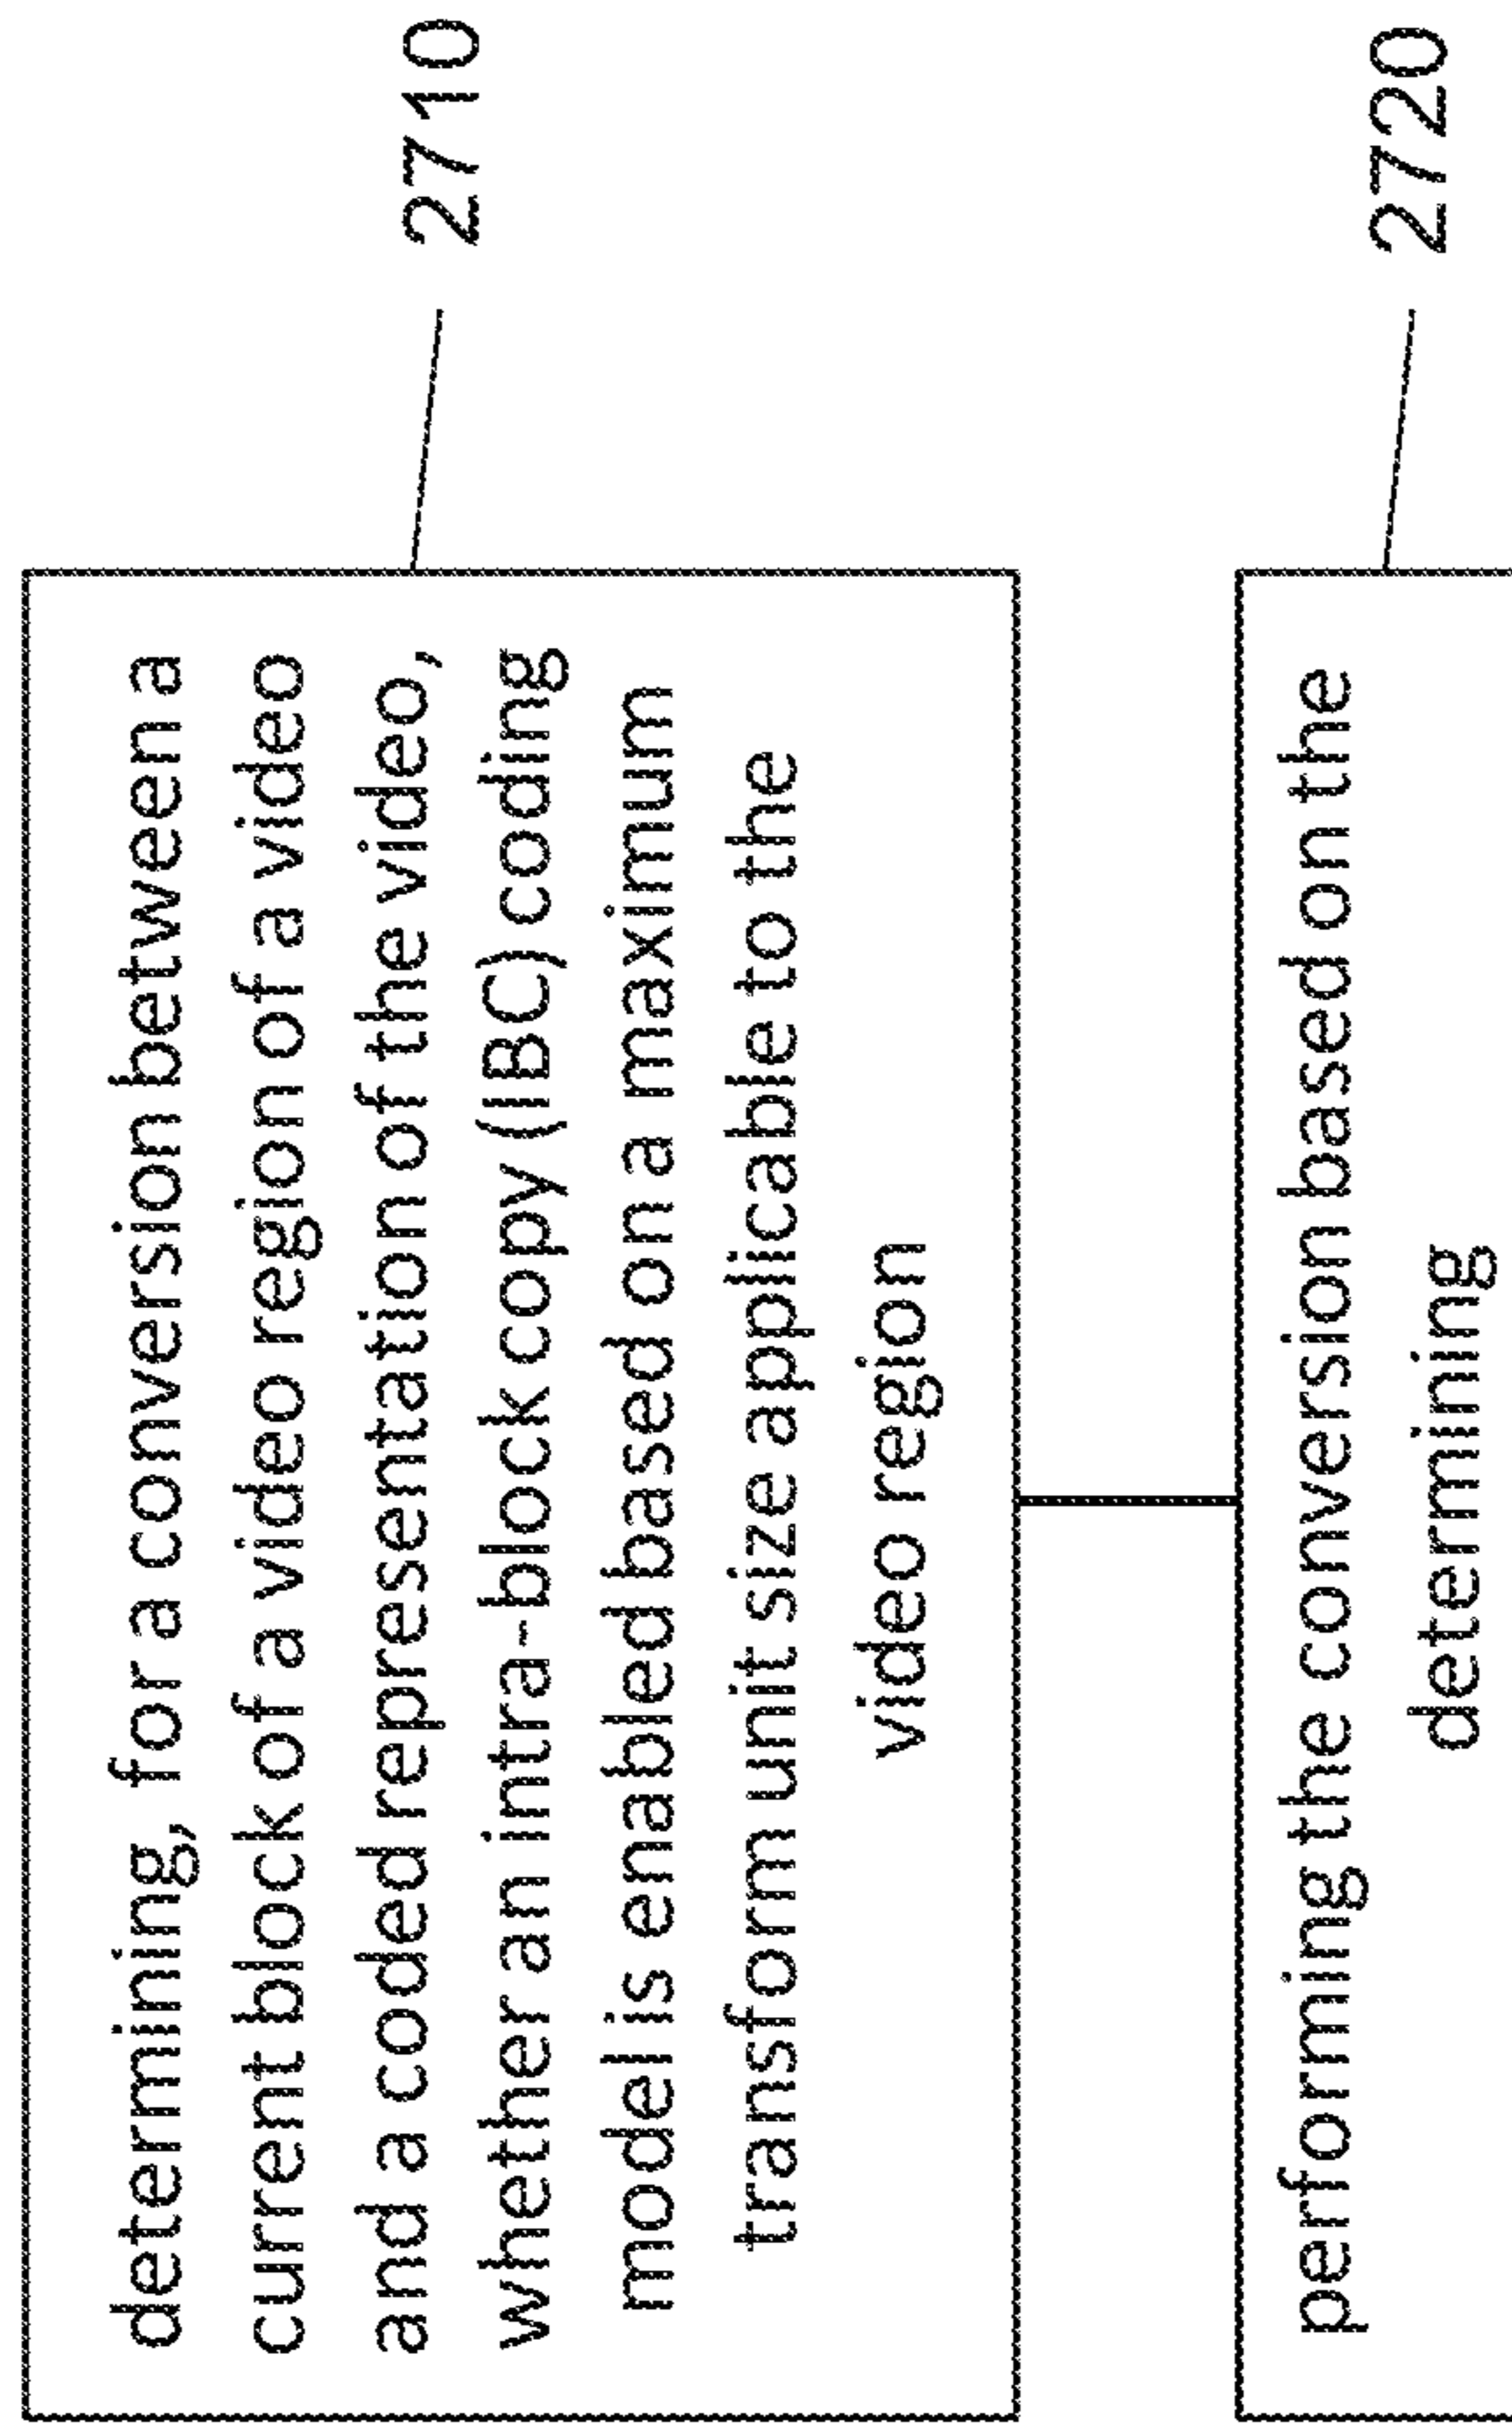 determining, for a conversion between a
current block of a video region of a video
and a coded representation of the video,
whether an intra-block copy (IBC) coding
model is enabled based on a maximum
transform unit size applicable to the
video region
2710
performing the conversion based on the
determining
2720